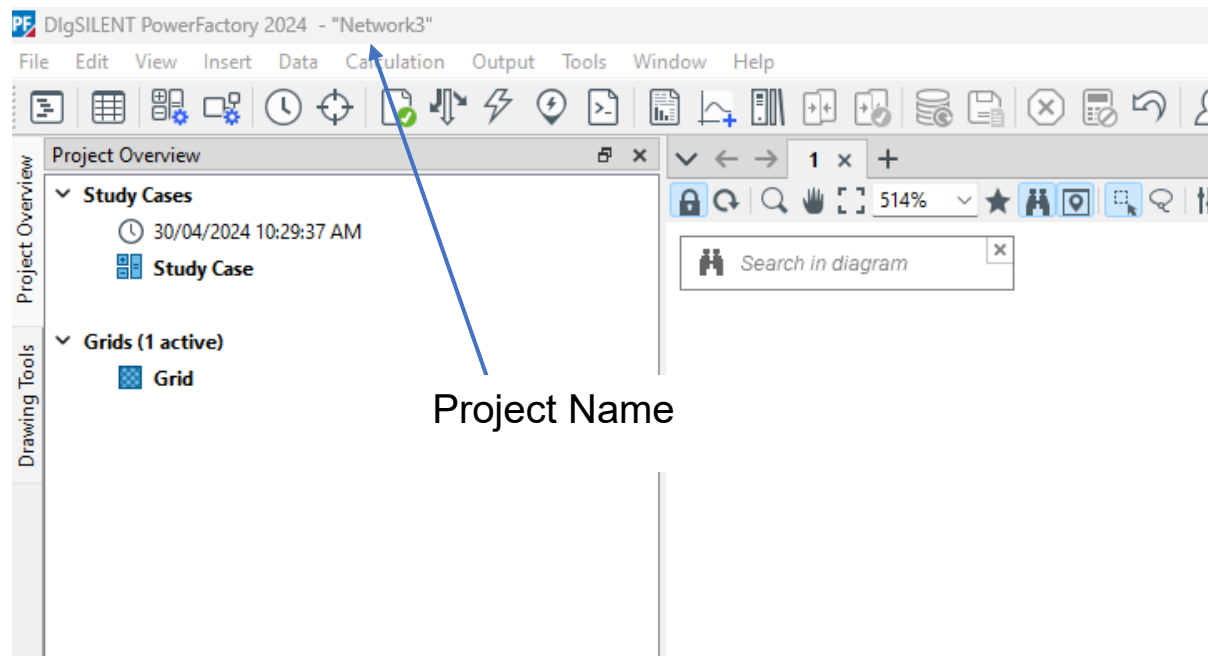 PF DIgSILENT PowerFactory 2024 - "Network3"
File Edit View Insert Data Calculation Output Tools Window Help
Project Overview
1
Project Overview
Drawing Tools
Study Cases
30/04/2024 10:29:37 AM
Study Case
Grids (1 active)
Grid
514%
Search in diagram
Project Name